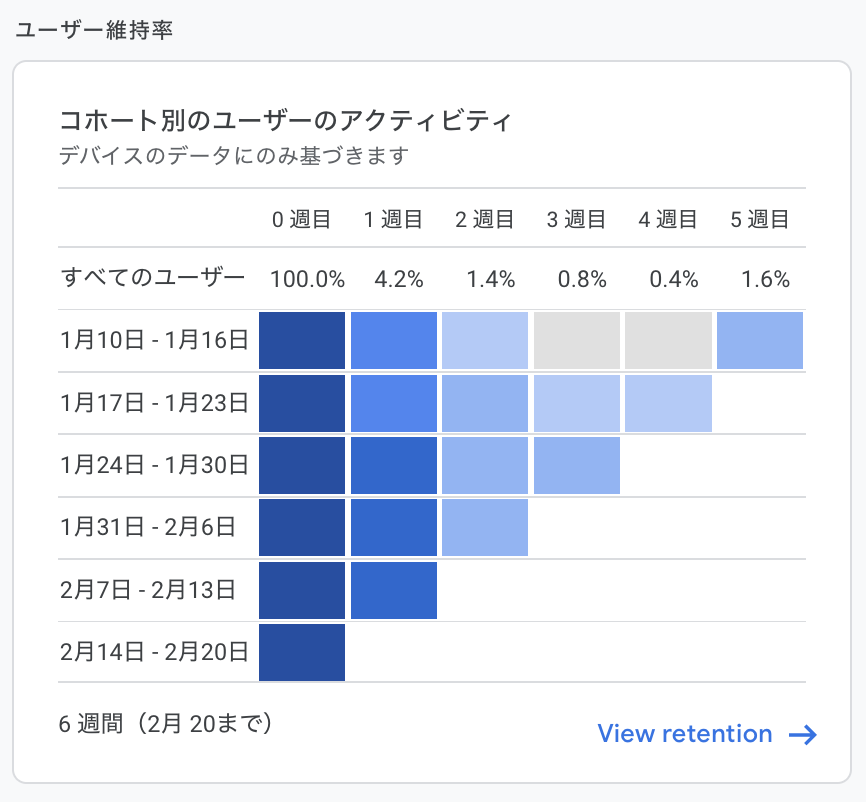 ユーザー維持率
コホート別のユーザーのアクティビティ
デバイスのデータにのみ基づきます
0 週目 1 週目 2 週目 3 週目 4 週目 5 週目
すべてのユーザー 100.0% 4.2% 1.4% 0.8% 0.4% 1.6%
1月10日 - 1月16日
1月17日 - 1月23日
1月24日 - 1月30日
1月31日 - 2月6日
2月7日 - 2月13日
2月14日 - 2月20日
6 週間（2月 20まで）
View retention →